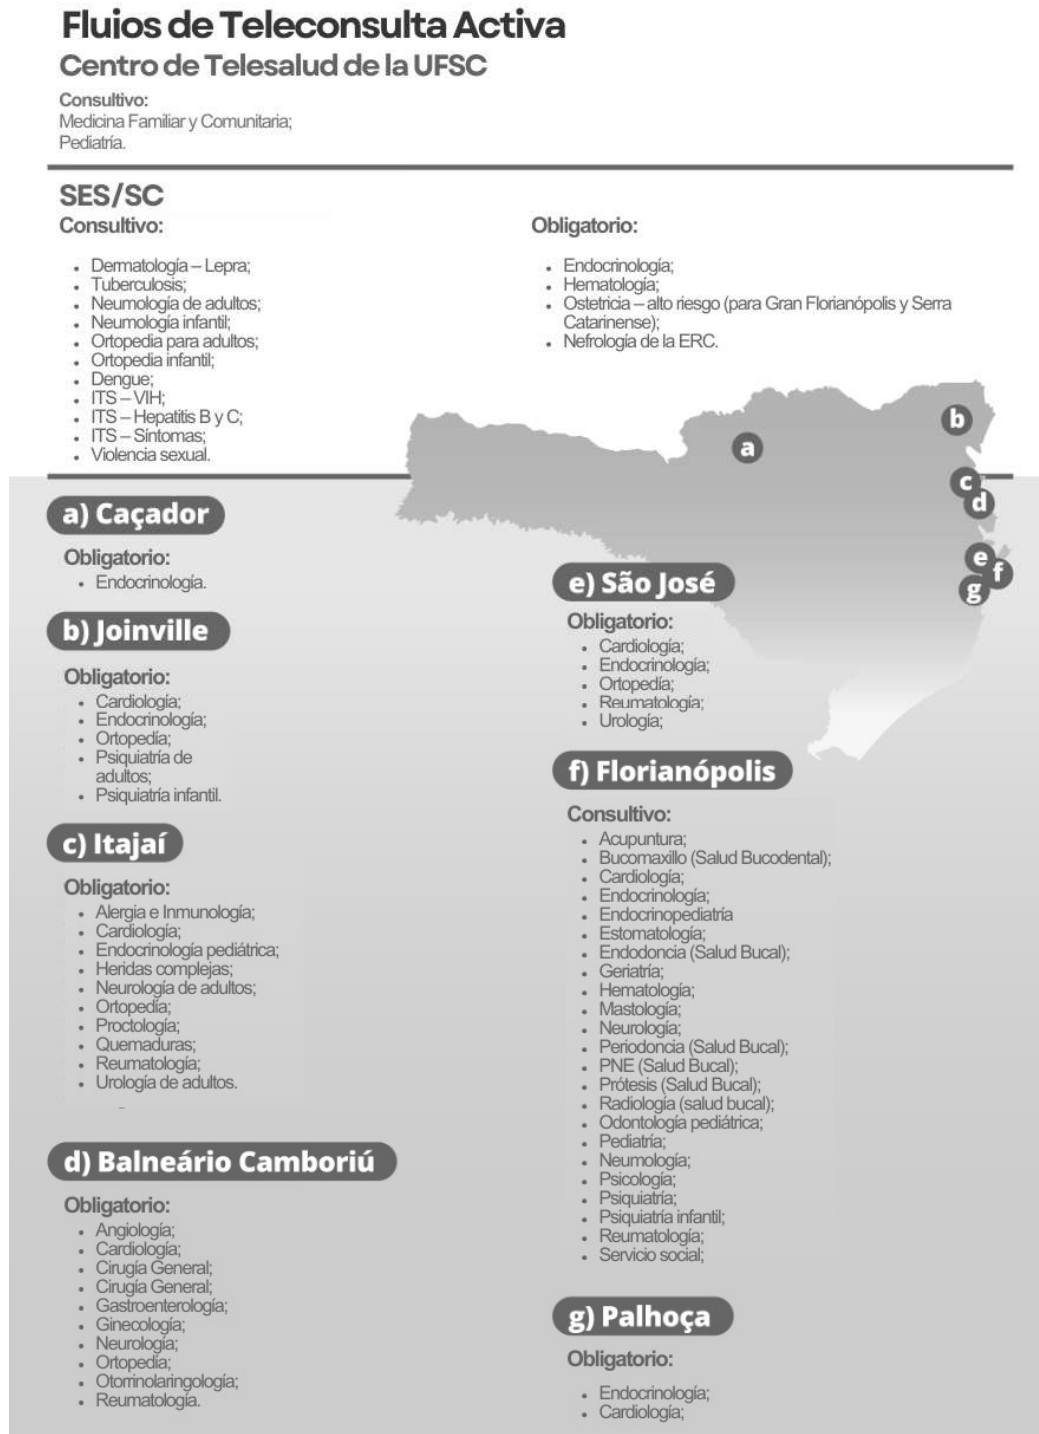 Fluios de Teleconsulta Activa
Centro de Telesalud de la UFSC
Consultivo:
Medicina Familiar y Comunitaria;
Pediatría.
SES/SC
Consultivo:
• Dermatología – Lepra;
• Tuberculosis;
• Neumología de adultos;
• Neumología infantil;
• Ortopedia para adultos;
• Ortopedia infantil;
• Dengue;
• ITS – VIH;
• ITS – Hepatitis B y C;
• ITS – Síntomas;
• Violencia sexual.
Obligatorio:
• Endocrinología;
• Hematología;
• Ostetricia – alto riesgo (para Gran Florianópolis y Serra
Catarinense);
• Nefrología de la ERC.
a
b
c
d
e
f
g
a) Caçador
Obligatorio:
• Endocrinología.
b) Joinville
Obligatorio:
• Cardiología;
• Endocrinología;
• Ortopedía;
• Psiquiatría de
adultos;
• Psiquiatría infantil.
c) Itajaí
Obligatorio:
• Alergia e Inmunología;
• Cardiología;
• Endocrinología pediátrica;
• Heridas complejas;
• Neurología de adultos;
• Ortopedía;
• Proctología;
• Quemaduras;
• Reumatología;
• Urología de adultos.
d) Balneário Camboriú
Obligatorio:
• Angiología;
• Cardiología;
• Cirugía General;
• Cirugía General;
• Gastroenterología;
• Ginecología;
• Neurología;
• Ortopedía;
• Otorrinolaringología;
• Reumatología.
e) São José
Obligatorio:
• Cardiología;
• Endocrinología;
• Ortopedía;
• Reumatología;
• Urología;
f) Florianópolis
Consultivo:
• Acupuntura;
• Bucomaxillo (Salud Bucodental);
• Cardiología;
• Endocrinología;
• Endocrinopediatría
• Estomatología;
• Endodoncia (Salud Bucal);
• Geriatría;
• Hematología;
• Mastología;
• Neurología;
• Periodoncia (Salud Bucal);
• PNE (Salud Bucal);
• Prótesis (Salud Bucal);
• Radiología (salud bucal);
• Odontología pediátrica;
• Pediatría;
• Neumología;
• Psicología;
• Psiquiatría;
• Psiquiatría infantil;
• Reumatología;
• Servicio social;
g) Palhoça
Obligatorio:
• Endocrinología;
• Cardiología;